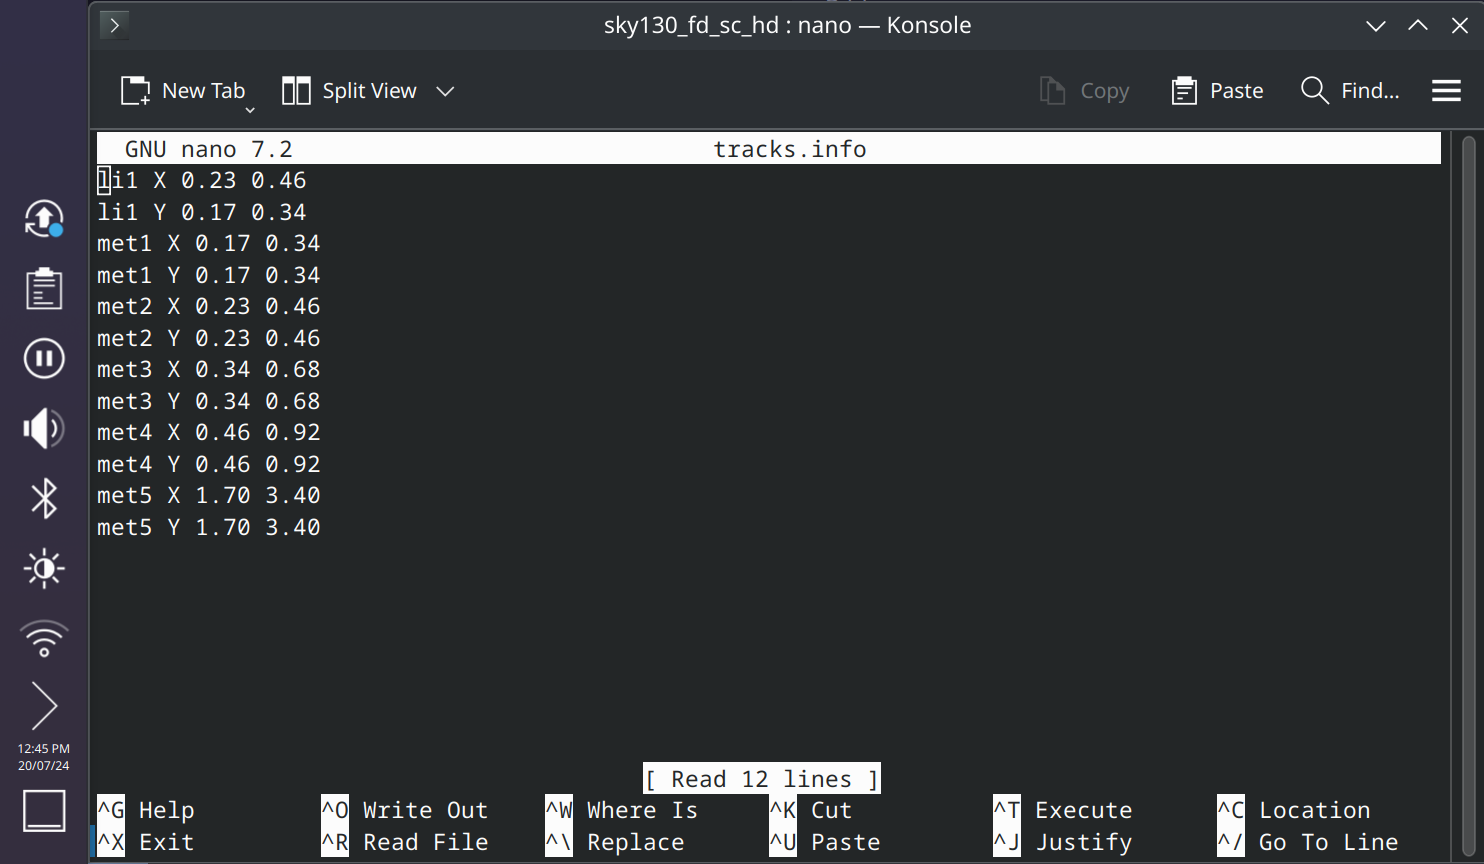 sky130_fd_sc_hd : nano — Konsole
New Tab Split View Copy Paste Find...
GNU nano 7.2 tracks.info
li1 X 0.23 0.46
li1 Y 0.17 0.34
met1 X 0.17 0.34
met1 Y 0.17 0.34
met2 X 0.23 0.46
met2 Y 0.23 0.46
met3 X 0.34 0.68
met3 Y 0.34 0.68
met4 X 0.46 0.92
met4 Y 0.46 0.92
met5 X 1.70 3.40
met5 Y 1.70 3.40
[ Read 12 lines ]
^G Help ^O Write Out ^W Where Is ^K Cut ^T Execute ^C Location
^X Exit ^R Read File ^\ Replace ^U Paste ^J Justify ^/ Go To Line
12:45 PM
20/07/24